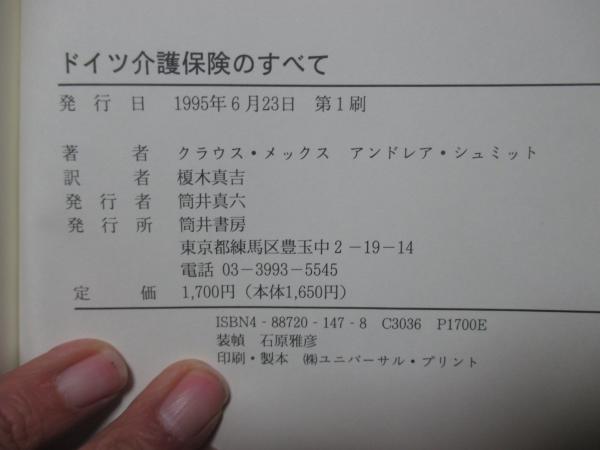 ドイツ介護保険のすべて
発行日 1995年6月23日 第1刷
著者 クラウス・メックス アンドレア・シュミット
訳者 榎木真吉
発行者 筒井真六
発行所 筒井書房
東京都練馬区豊玉中2-19-14
電話 03-3993-5545
定価 1,700円（本体1,650円）
ISBN4-88720-147-8 C3036 P1700E
装幀 石原雅彦
印刷・製本 ㈱ユニバーサル・プリント